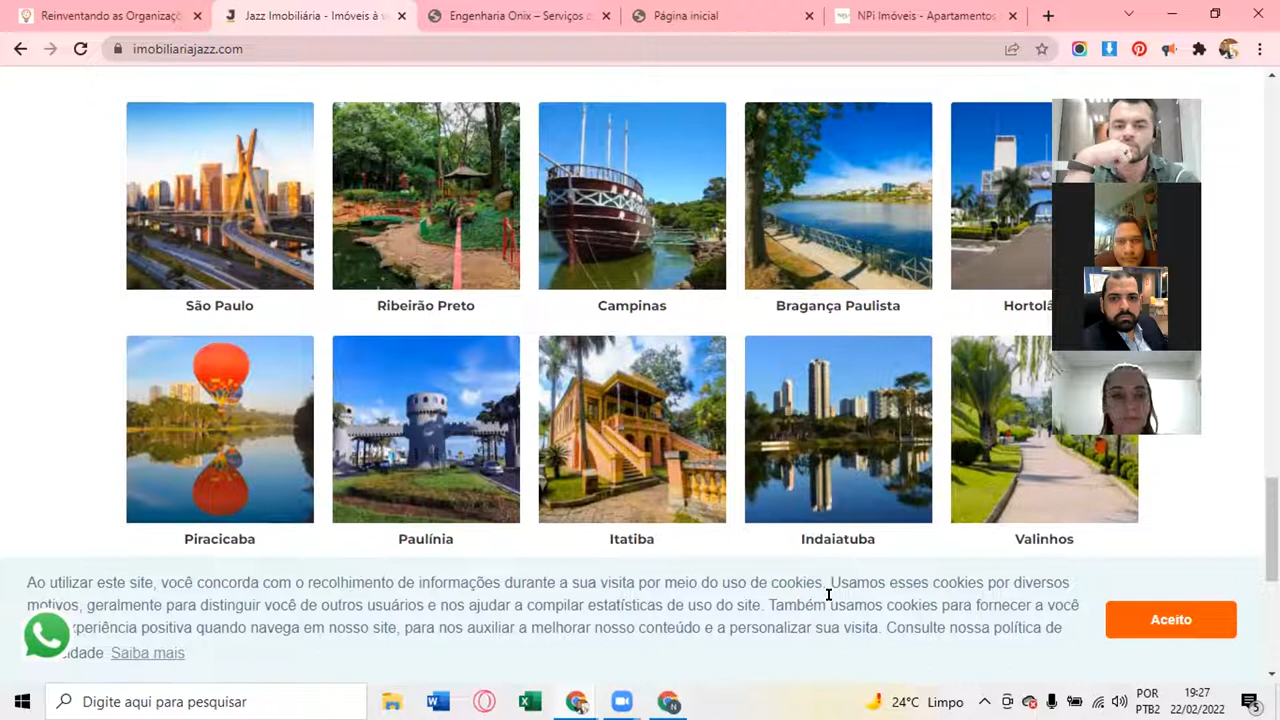 Reinventando as Organizaçõ
Jazz Imobiliária - Imóveis à v
Engenharia Onix – Serviços d
Página inicial
NPi Imóveis - Apartamentos
imobiliariajazz.com
São Paulo
Ribeirão Preto
Campinas
Bragança Paulista
Hortolâ
Piracicaba
Paulínia
Itatiba
Indaiatuba
Valinhos
Ao utilizar este site, você concorda com o recolhimento de informações durante a sua visita por meio do uso de cookies. Usamos esses cookies por diversos
motivos, geralmente para distinguir você de outros usuários e nos ajudar a compilar estatísticas de uso do site. Também usamos cookies para fornecer a você
xperiência positiva quando navega em nosso site, para nos auxiliar a melhorar nosso conteúdo e a personalizar sua visita. Consulte nossa política de
dade Saiba mais
Aceito
Digite aqui para pesquisar
24°C Limpo
POR
PTB2
19:27
22/02/2022
5